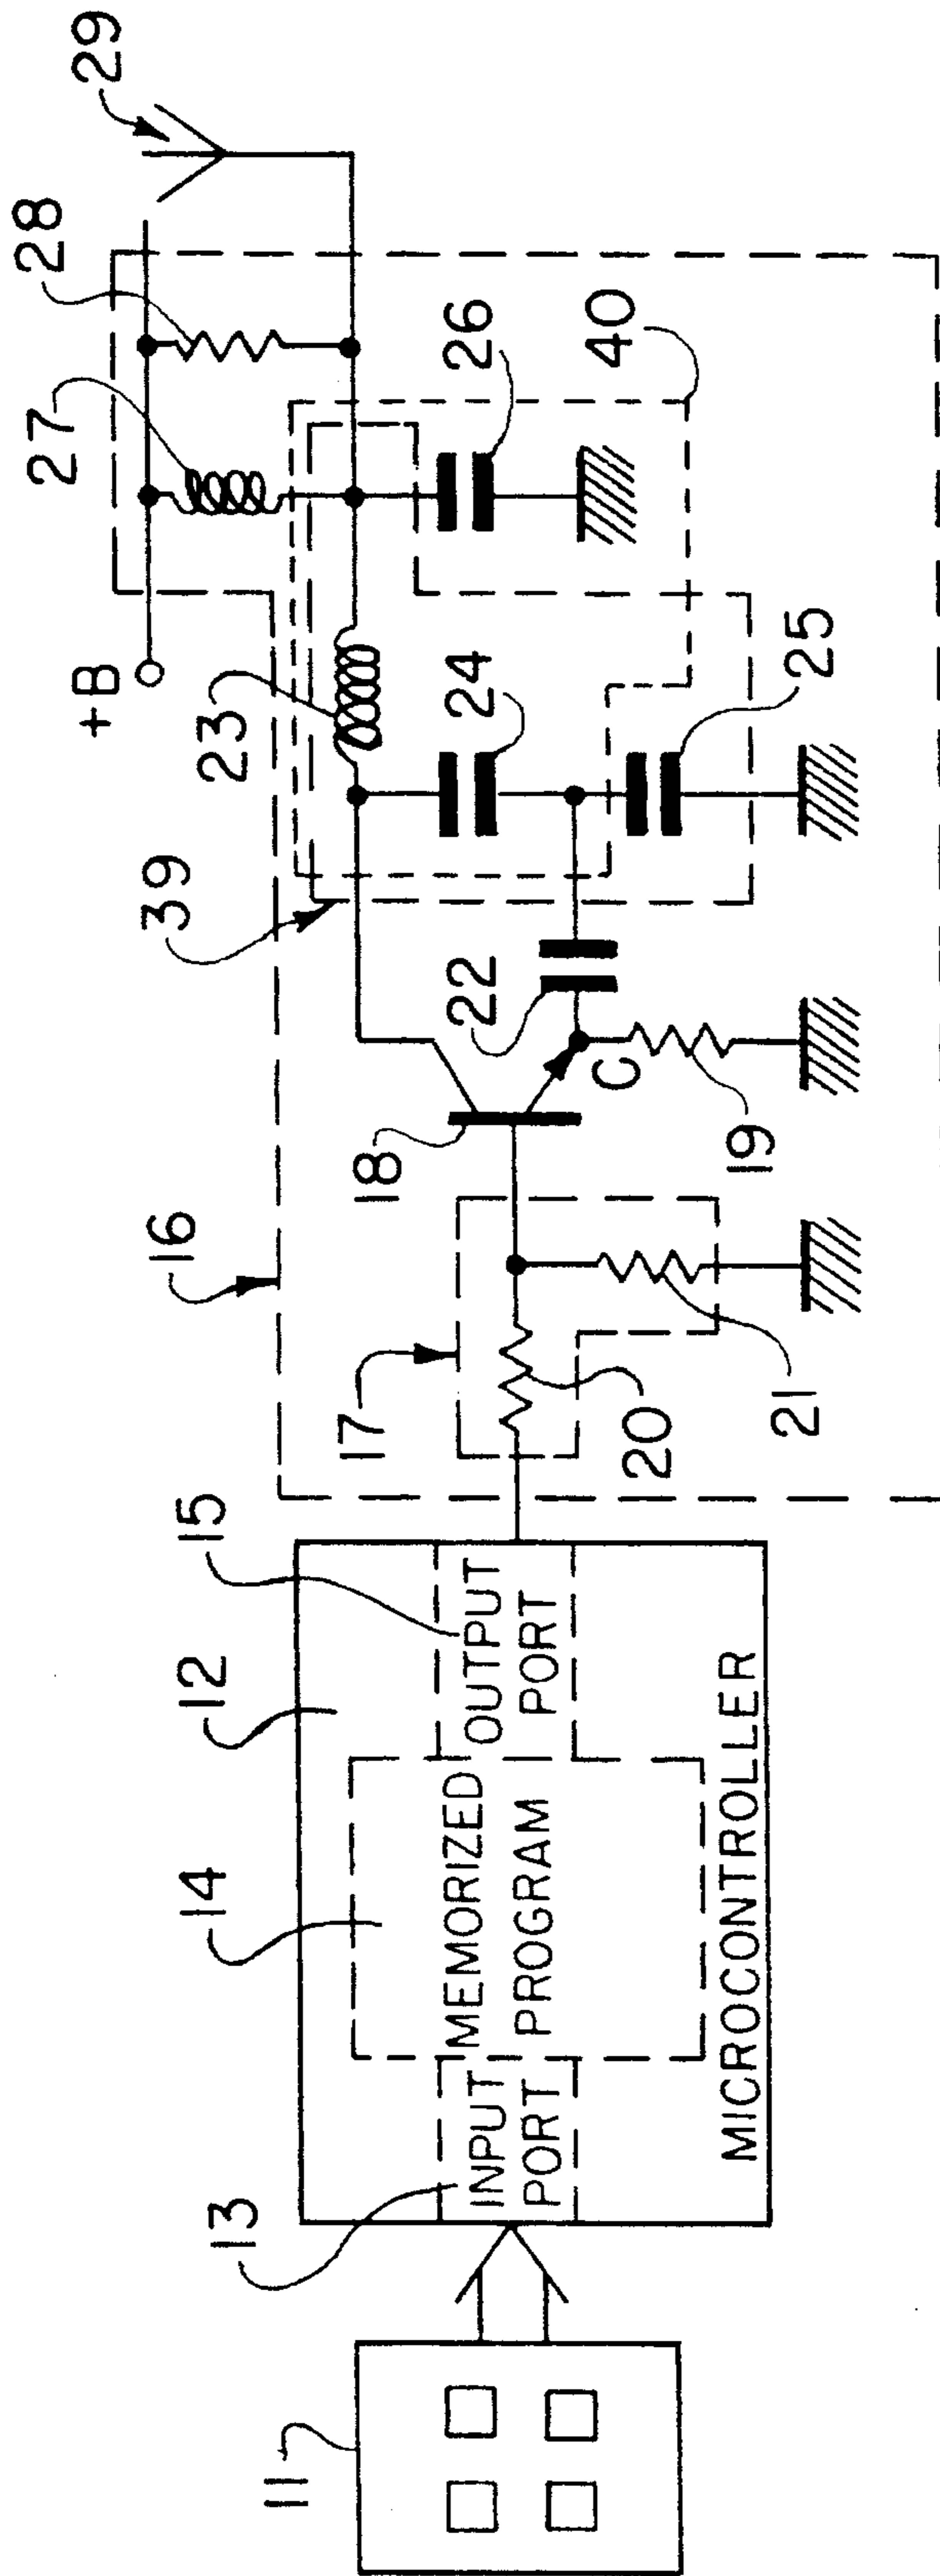 11
13
INPUT
PORT
14
MEMORIZED
PROGRAM
12
15
OUTPUT
PORT
MICROCONTROLLER
16
17
20
21
18
C
19
22
39
23
24
25
+B
27
28
26
40
29